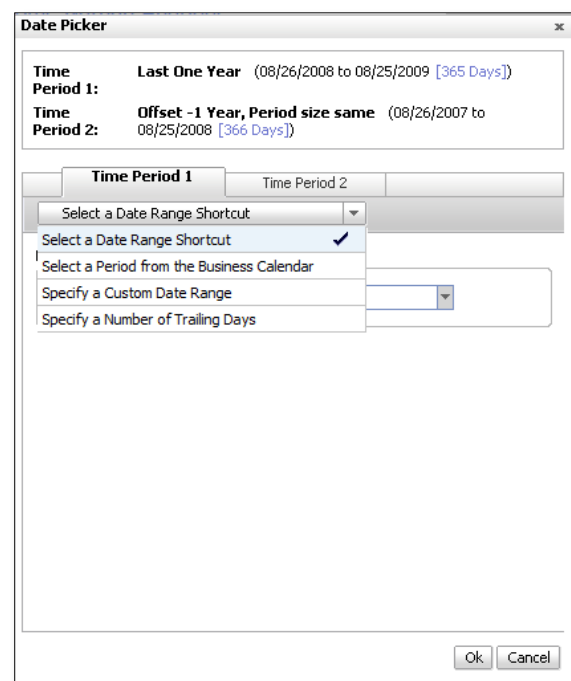 Date Picker x
Time Period 1: Last One Year (08/26/2008 to 08/25/2009 [365 Days])
Time Period 2: Offset -1 Year, Period size same (08/26/2007 to 08/25/2008 [366 Days])
Time Period 1 Time Period 2
Select a Date Range Shortcut
Select a Date Range Shortcut
Select a Period from the Business Calendar
Specify a Custom Date Range
Specify a Number of Trailing Days
Ok Cancel